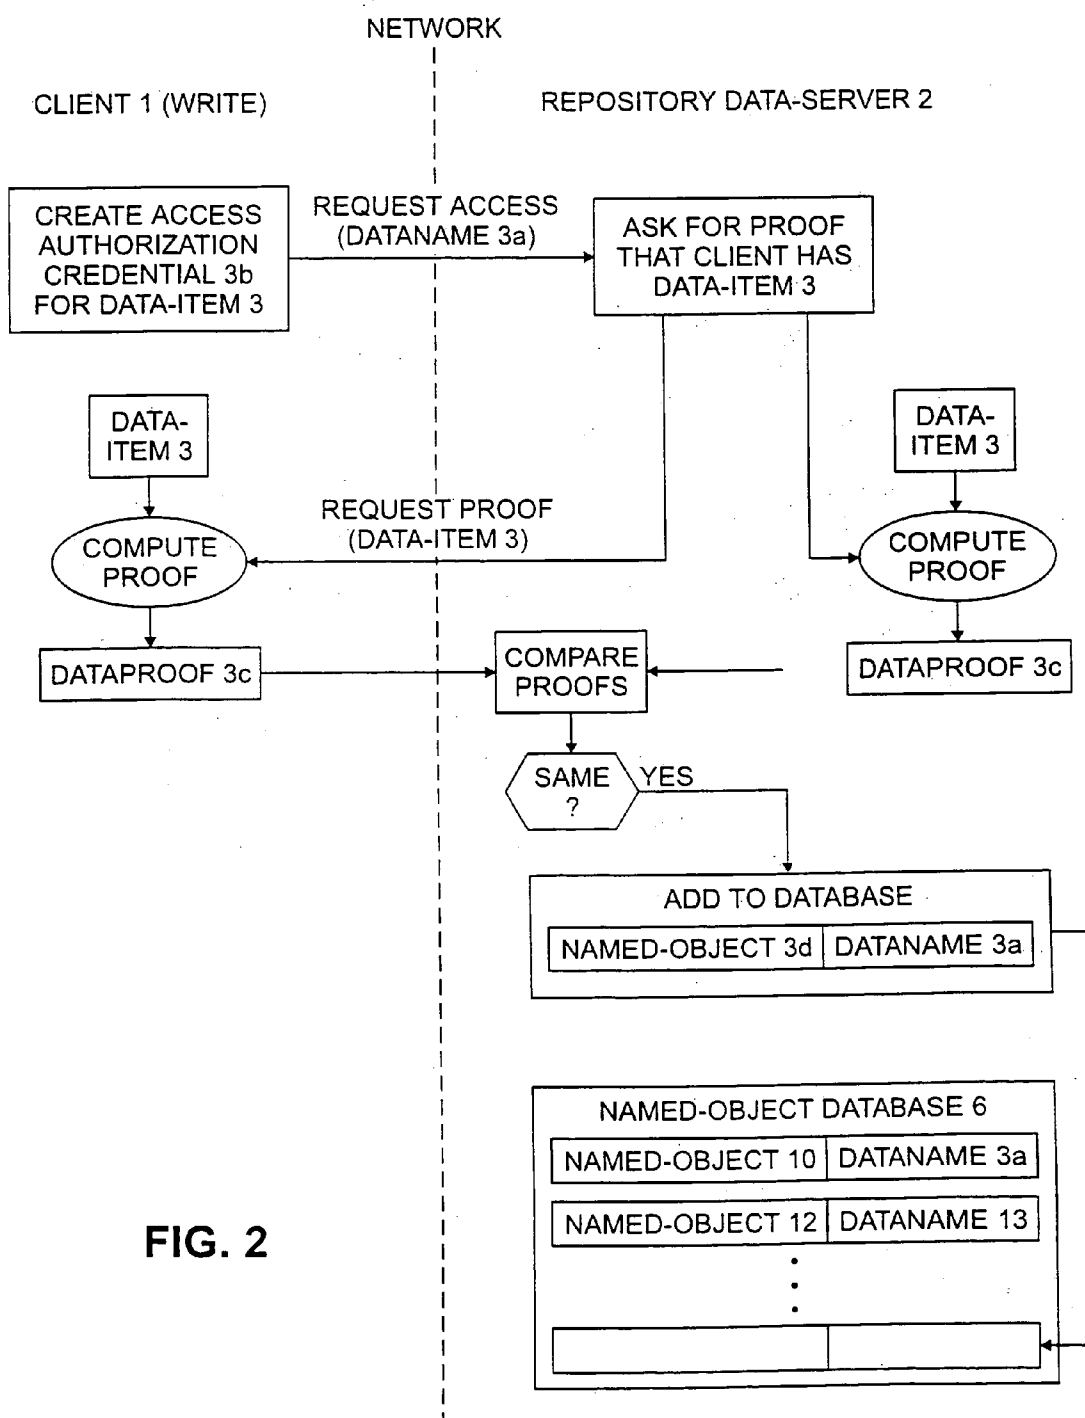 NETWORK
CLIENT 1 (WRITE)
REPOSITORY DATA-SERVER 2
CREATE ACCESS
AUTHORIZATION
CREDENTIAL 3b
FOR DATA-ITEM 3
REQUEST ACCESS
(DATANAME 3a)
ASK FOR PROOF
THAT CLIENT HAS
DATA-ITEM 3
DATA-
ITEM 3
DATA-
ITEM 3
REQUEST PROOF
(DATA-ITEM 3)
COMPUTE
PROOF
COMPUTE
PROOF
DATAPROOF 3c
COMPARE
PROOFS
DATAPROOF 3c
SAME
?
YES
ADD TO DATABASE
NAMED-OBJECT 3d
DATANAME 3a
NAMED-OBJECT DATABASE 6
NAMED-OBJECT 10
DATANAME 3a
NAMED-OBJECT 12
DATANAME 13
FIG. 2